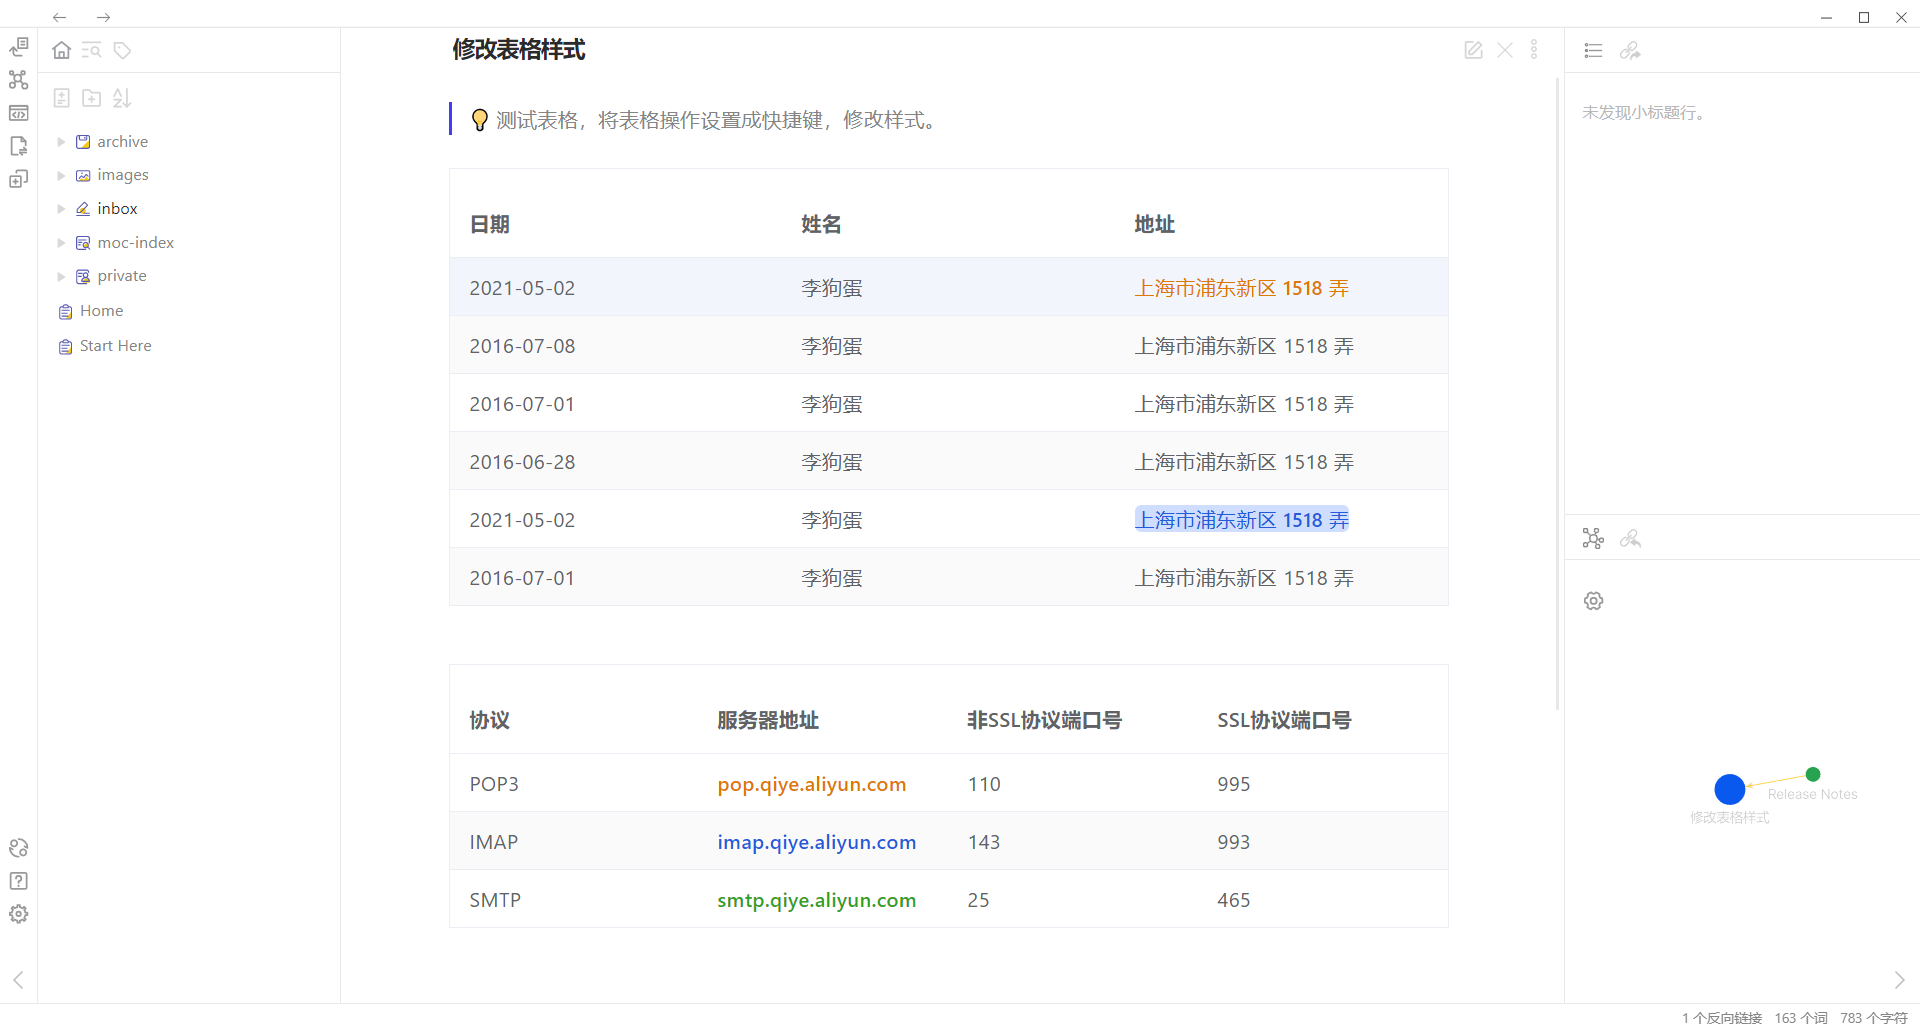 修改表格样式
archive
images
inbox
moc-index
private
Home
Start Here
测试表格，将表格操作设置成快捷键，修改样式。
日期 姓名 地址
2021-05-02 李狗蛋 上海市浦东新区 1518 弄
2016-07-08 李狗蛋 上海市浦东新区 1518 弄
2016-07-01 李狗蛋 上海市浦东新区 1518 弄
2016-06-28 李狗蛋 上海市浦东新区 1518 弄
2021-05-02 李狗蛋 上海市浦东新区 1518 弄
2016-07-01 李狗蛋 上海市浦东新区 1518 弄
协议 服务器地址 非SSL协议端口号 SSL协议端口号
POP3 pop.qiye.aliyun.com 110 995
IMAP imap.qiye.aliyun.com 143 993
SMTP smtp.qiye.aliyun.com 25 465
未发现小标题行。
Release Notes
修改表格样式
1 个反向链接 163 个词 783 个字符